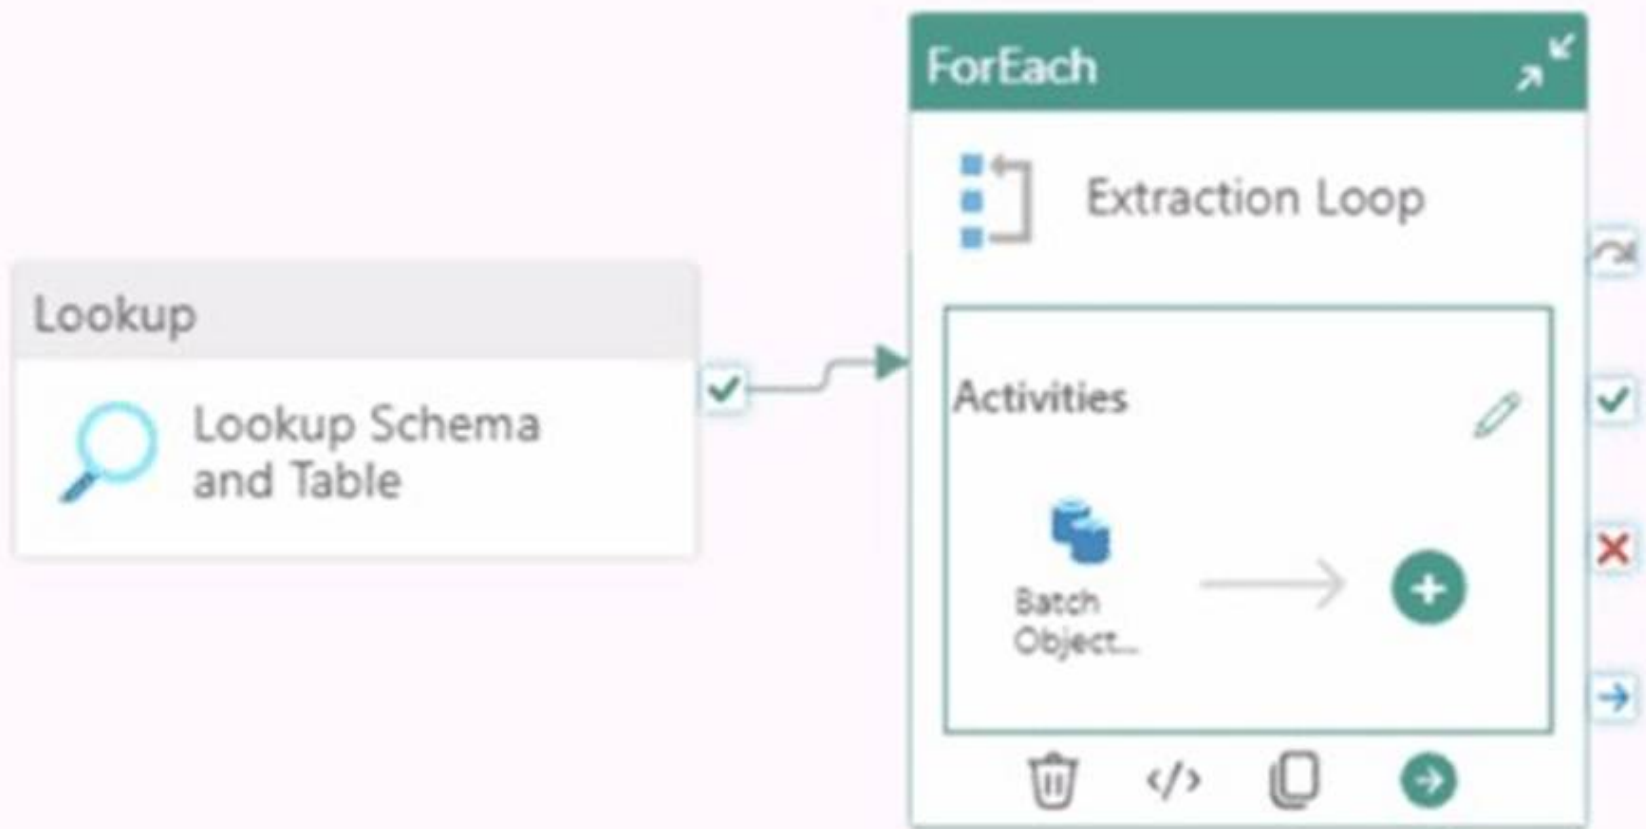 ForEach
Extraction Loop
Lookup
Lookup Schema
and Table
Activities
Batch
Object...